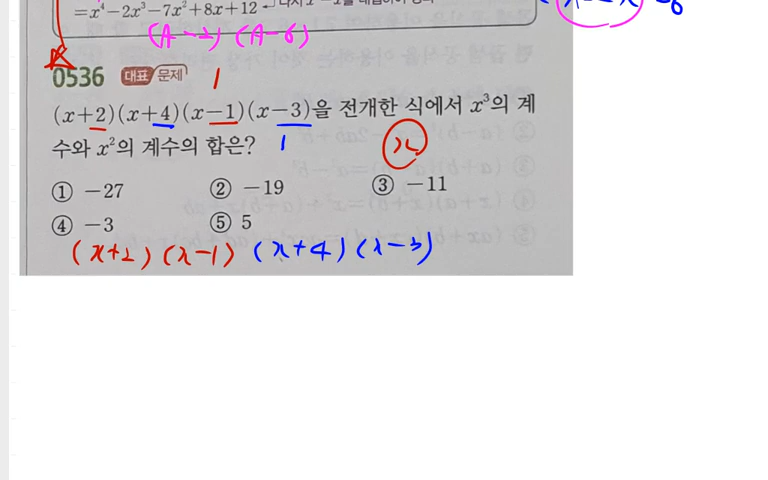 =x⁴-2x³-7x²+8x+12
(A-2)(A-6)
0536 대표 문제 1
(x+2)(x+4)(x-1)(x-3)을 전개한 식에서 x³의 계
수와 x²의 계수의 합은? 1 x
① -27 ② -19 ③ -11
④ -3 ⑤ 5
(x+2)(x-1)(x+4)(x-3)